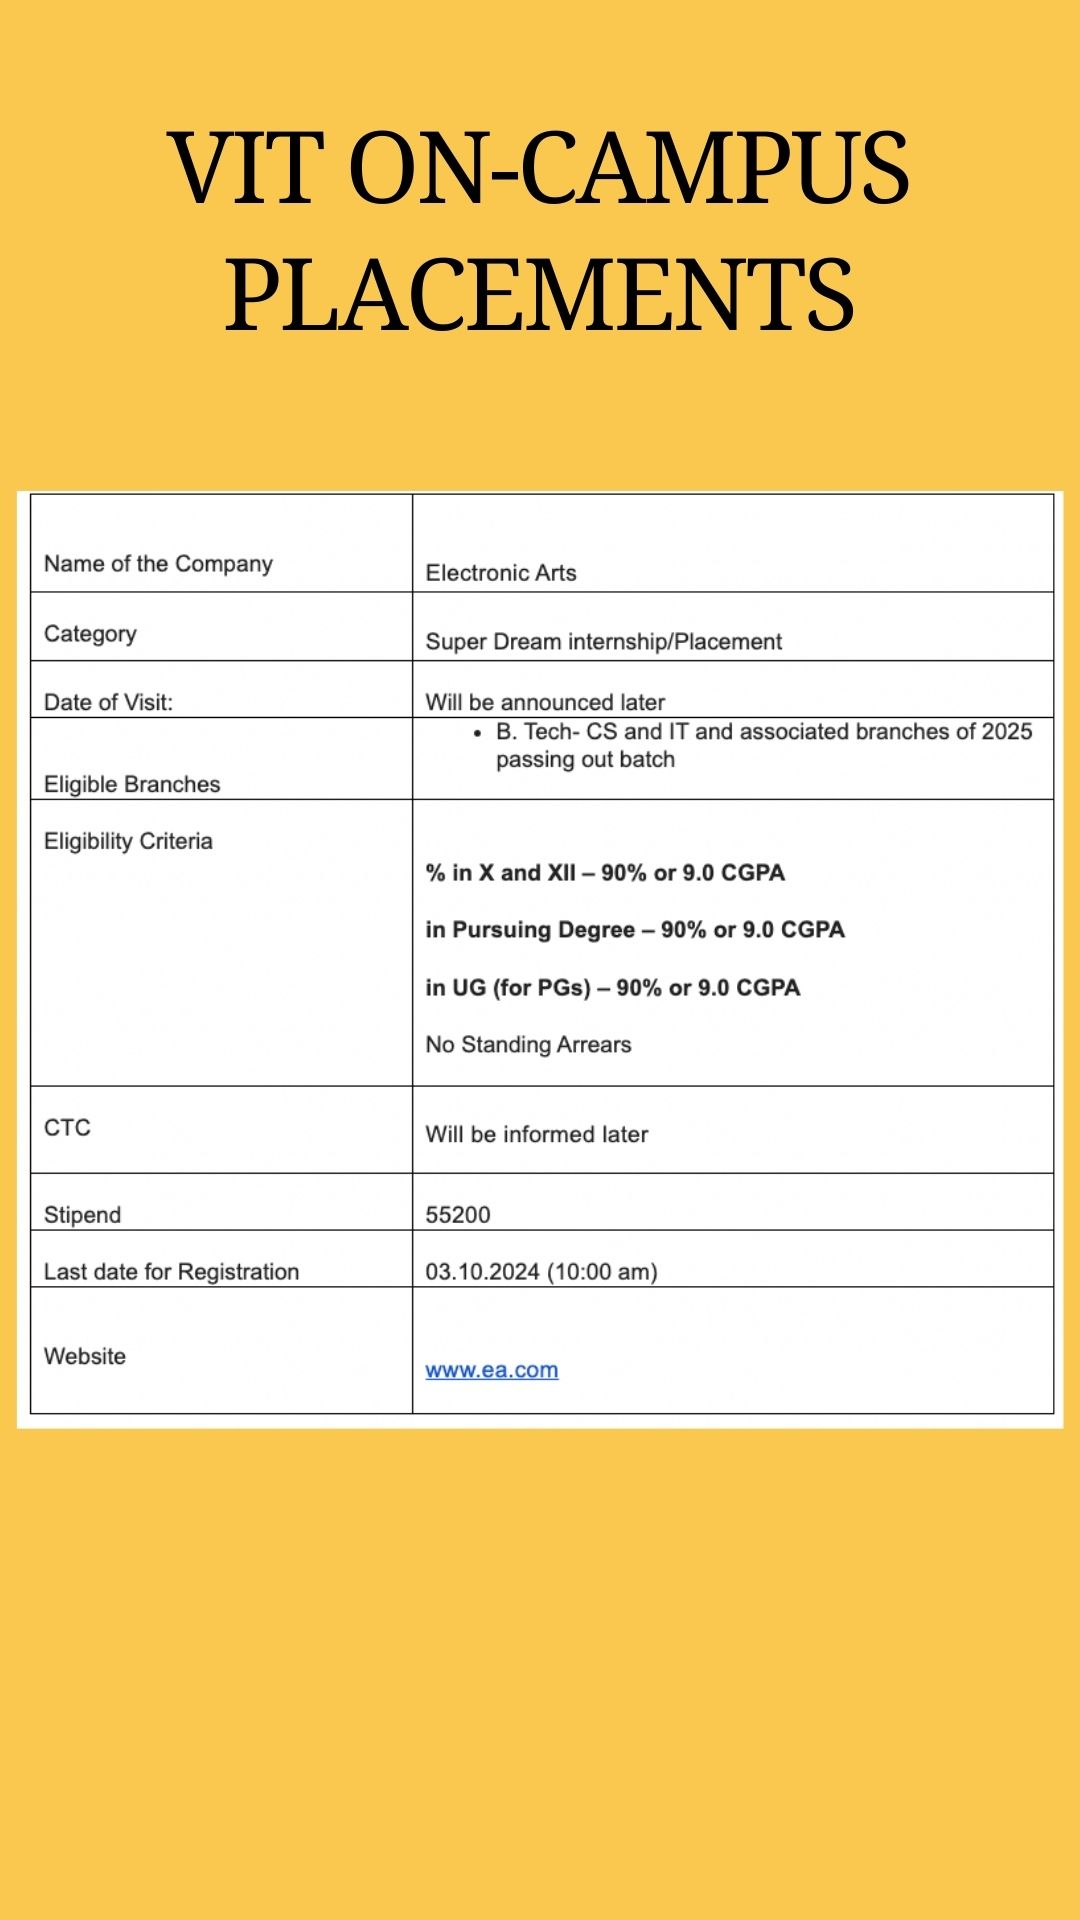 VIT ON-CAMPUS
PLACEMENTS
Name of the Company
Electronic Arts
Category
Super Dream internship/Placement
Date of Visit:
Will be announced later
Eligible Branches
• B. Tech- CS and IT and associated branches of 2025
passing out batch
Eligibility Criteria
% in X and XII – 90% or 9.0 CGPA
in Pursuing Degree – 90% or 9.0 CGPA
in UG (for PGs) – 90% or 9.0 CGPA
No Standing Arrears
CTC
Will be informed later
Stipend
55200
Last date for Registration
03.10.2024 (10:00 am)
Website
www.ea.com